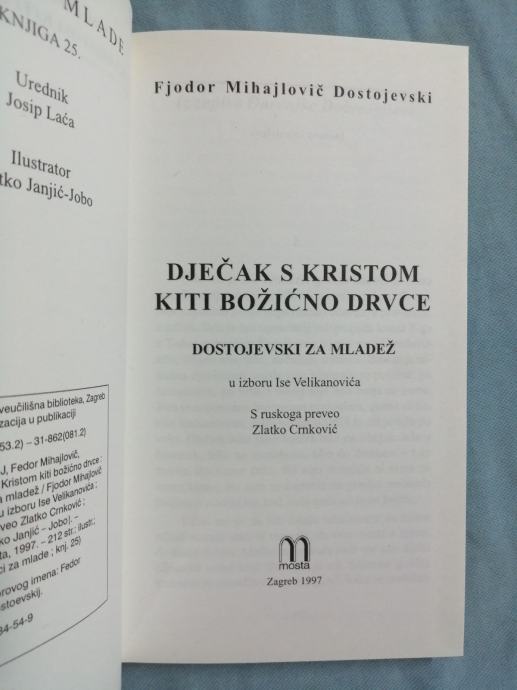 MLADE
KNJIGA 25.
Urednik
Josip Laća
Ilustrator
tko Janjić-Jobo
veučilišna biblioteka, Zagreb
zacija u publikaciji
53.2) – 31-862(081.2)
J, Fedor Mihajlovič,
Kristom kiti božićno drvce :
a mladež / Fjodor Mihajlovič
u izboru Ise Velikanovića ;
eveo Zlatko Crnković ;
ko Janjić – Jobo]. –
ta, 1997. – 212 str. : ilustr. ;
ci za mlade ; knj. 25)
orovog imena: Fedor
stoevskij.
34-54-9
Fjodor Mihajlovič Dostojevski
DJEČAK S KRISTOM
KITI BOŽIĆNO DRVCE
DOSTOJEVSKI ZA MLADEŽ
u izboru Ise Velikanovića
S ruskoga preveo
Zlatko Crnković
mosta
Zagreb 1997